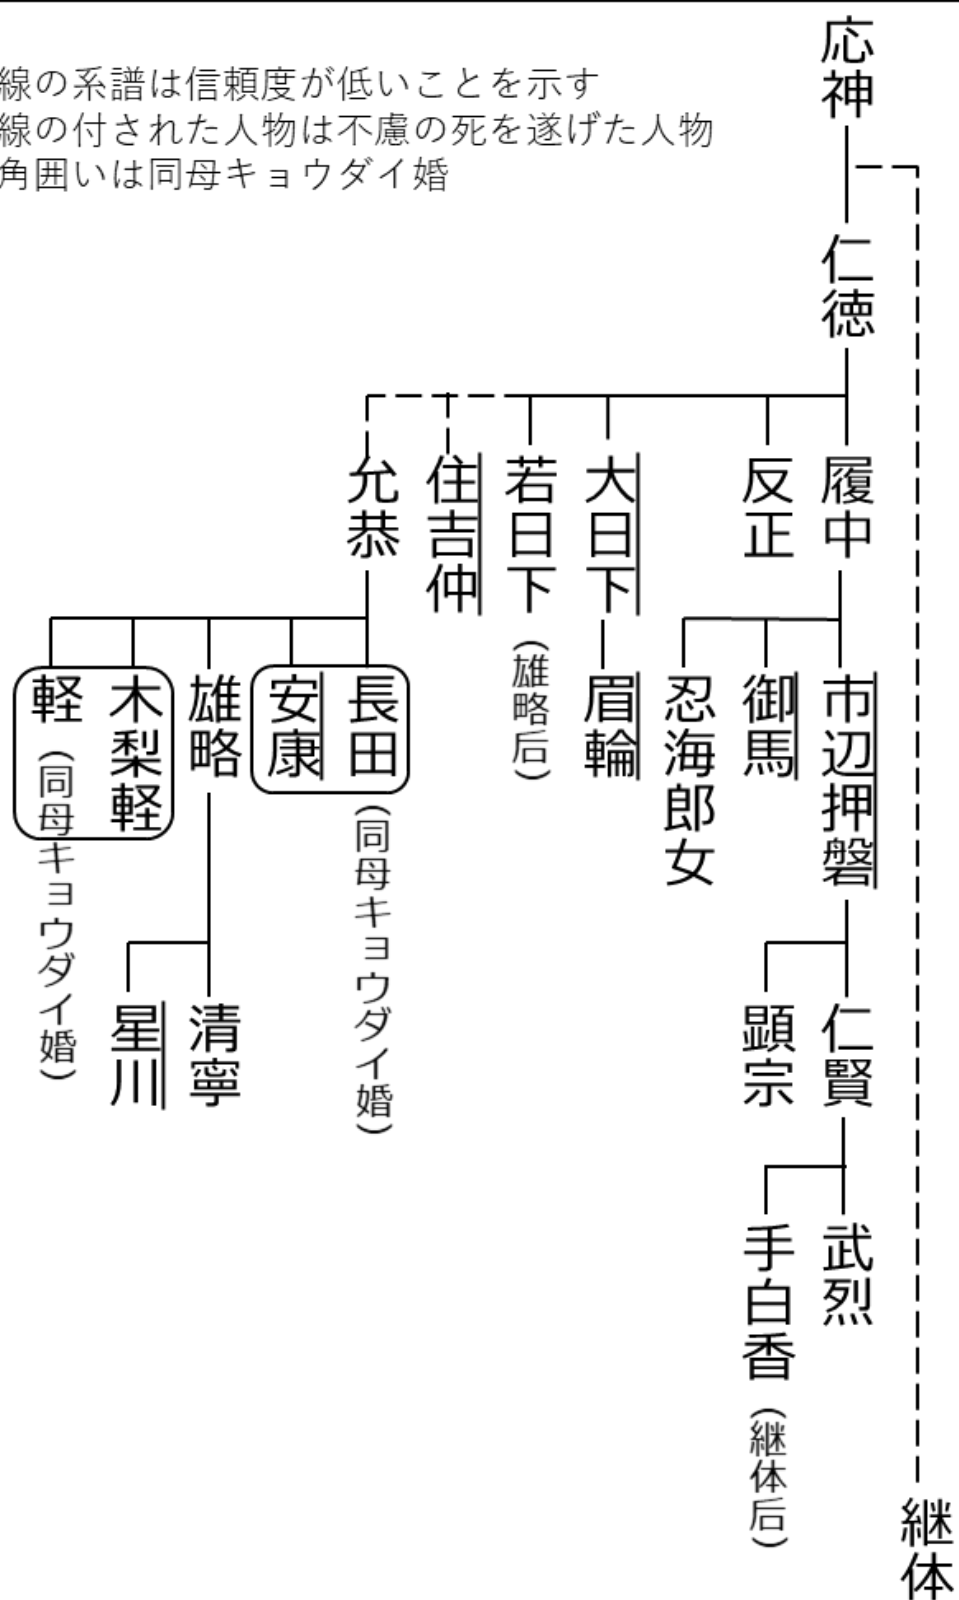 線の系譜は信頼度が低いことを示す
線の付された人物は不慮の死を遂げた人物
角囲いは同母キョウダイ婚
応神
仁徳
履中
反正
大日下
若日下（雄略后）
住吉仲
允恭
市辺押磐
御馬
忍海郎女
眉輪
長田（同母キョウダイ婚）
安康
雄略
木梨軽
軽（同母キョウダイ婚）
仁賢
顕宗
清寧
星川
武烈
手白香（継体后）
継体